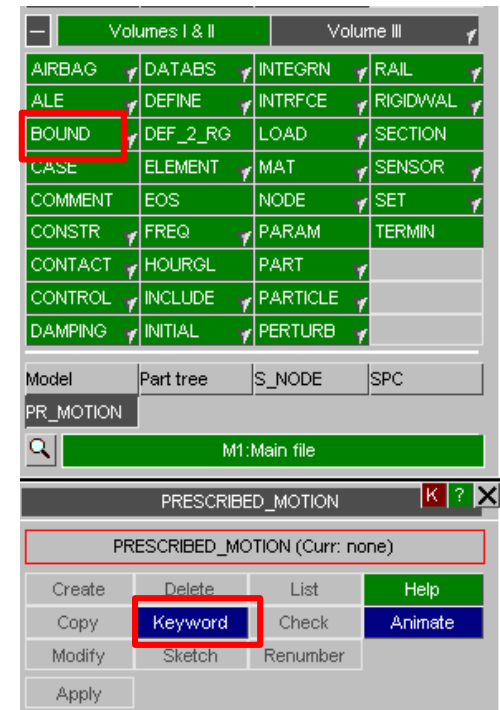 Volumes I & II Volume III
AIRBAG DATABS INTEGRN RAIL
ALE DEFINE INTRFCE RIGIDWAL
BOUND DEF_2_RG LOAD SECTION
CASE ELEMENT MAT SENSOR
COMMENT EOS NODE SET
CONSTR FREQ PARAM TERMIN
CONTACT HOURGL PART
CONTROL INCLUDE PARTICLE
DAMPING INITIAL PERTURB
Model Part tree S_NODE SPC
PR_MOTION
M1:Main file
PRESCRIBED_MOTION K ? X
PRESCRIBED_MOTION (Curr: none)
Create Delete List Help
Copy Keyword Check Animate
Modify Sketch Renumber
Apply